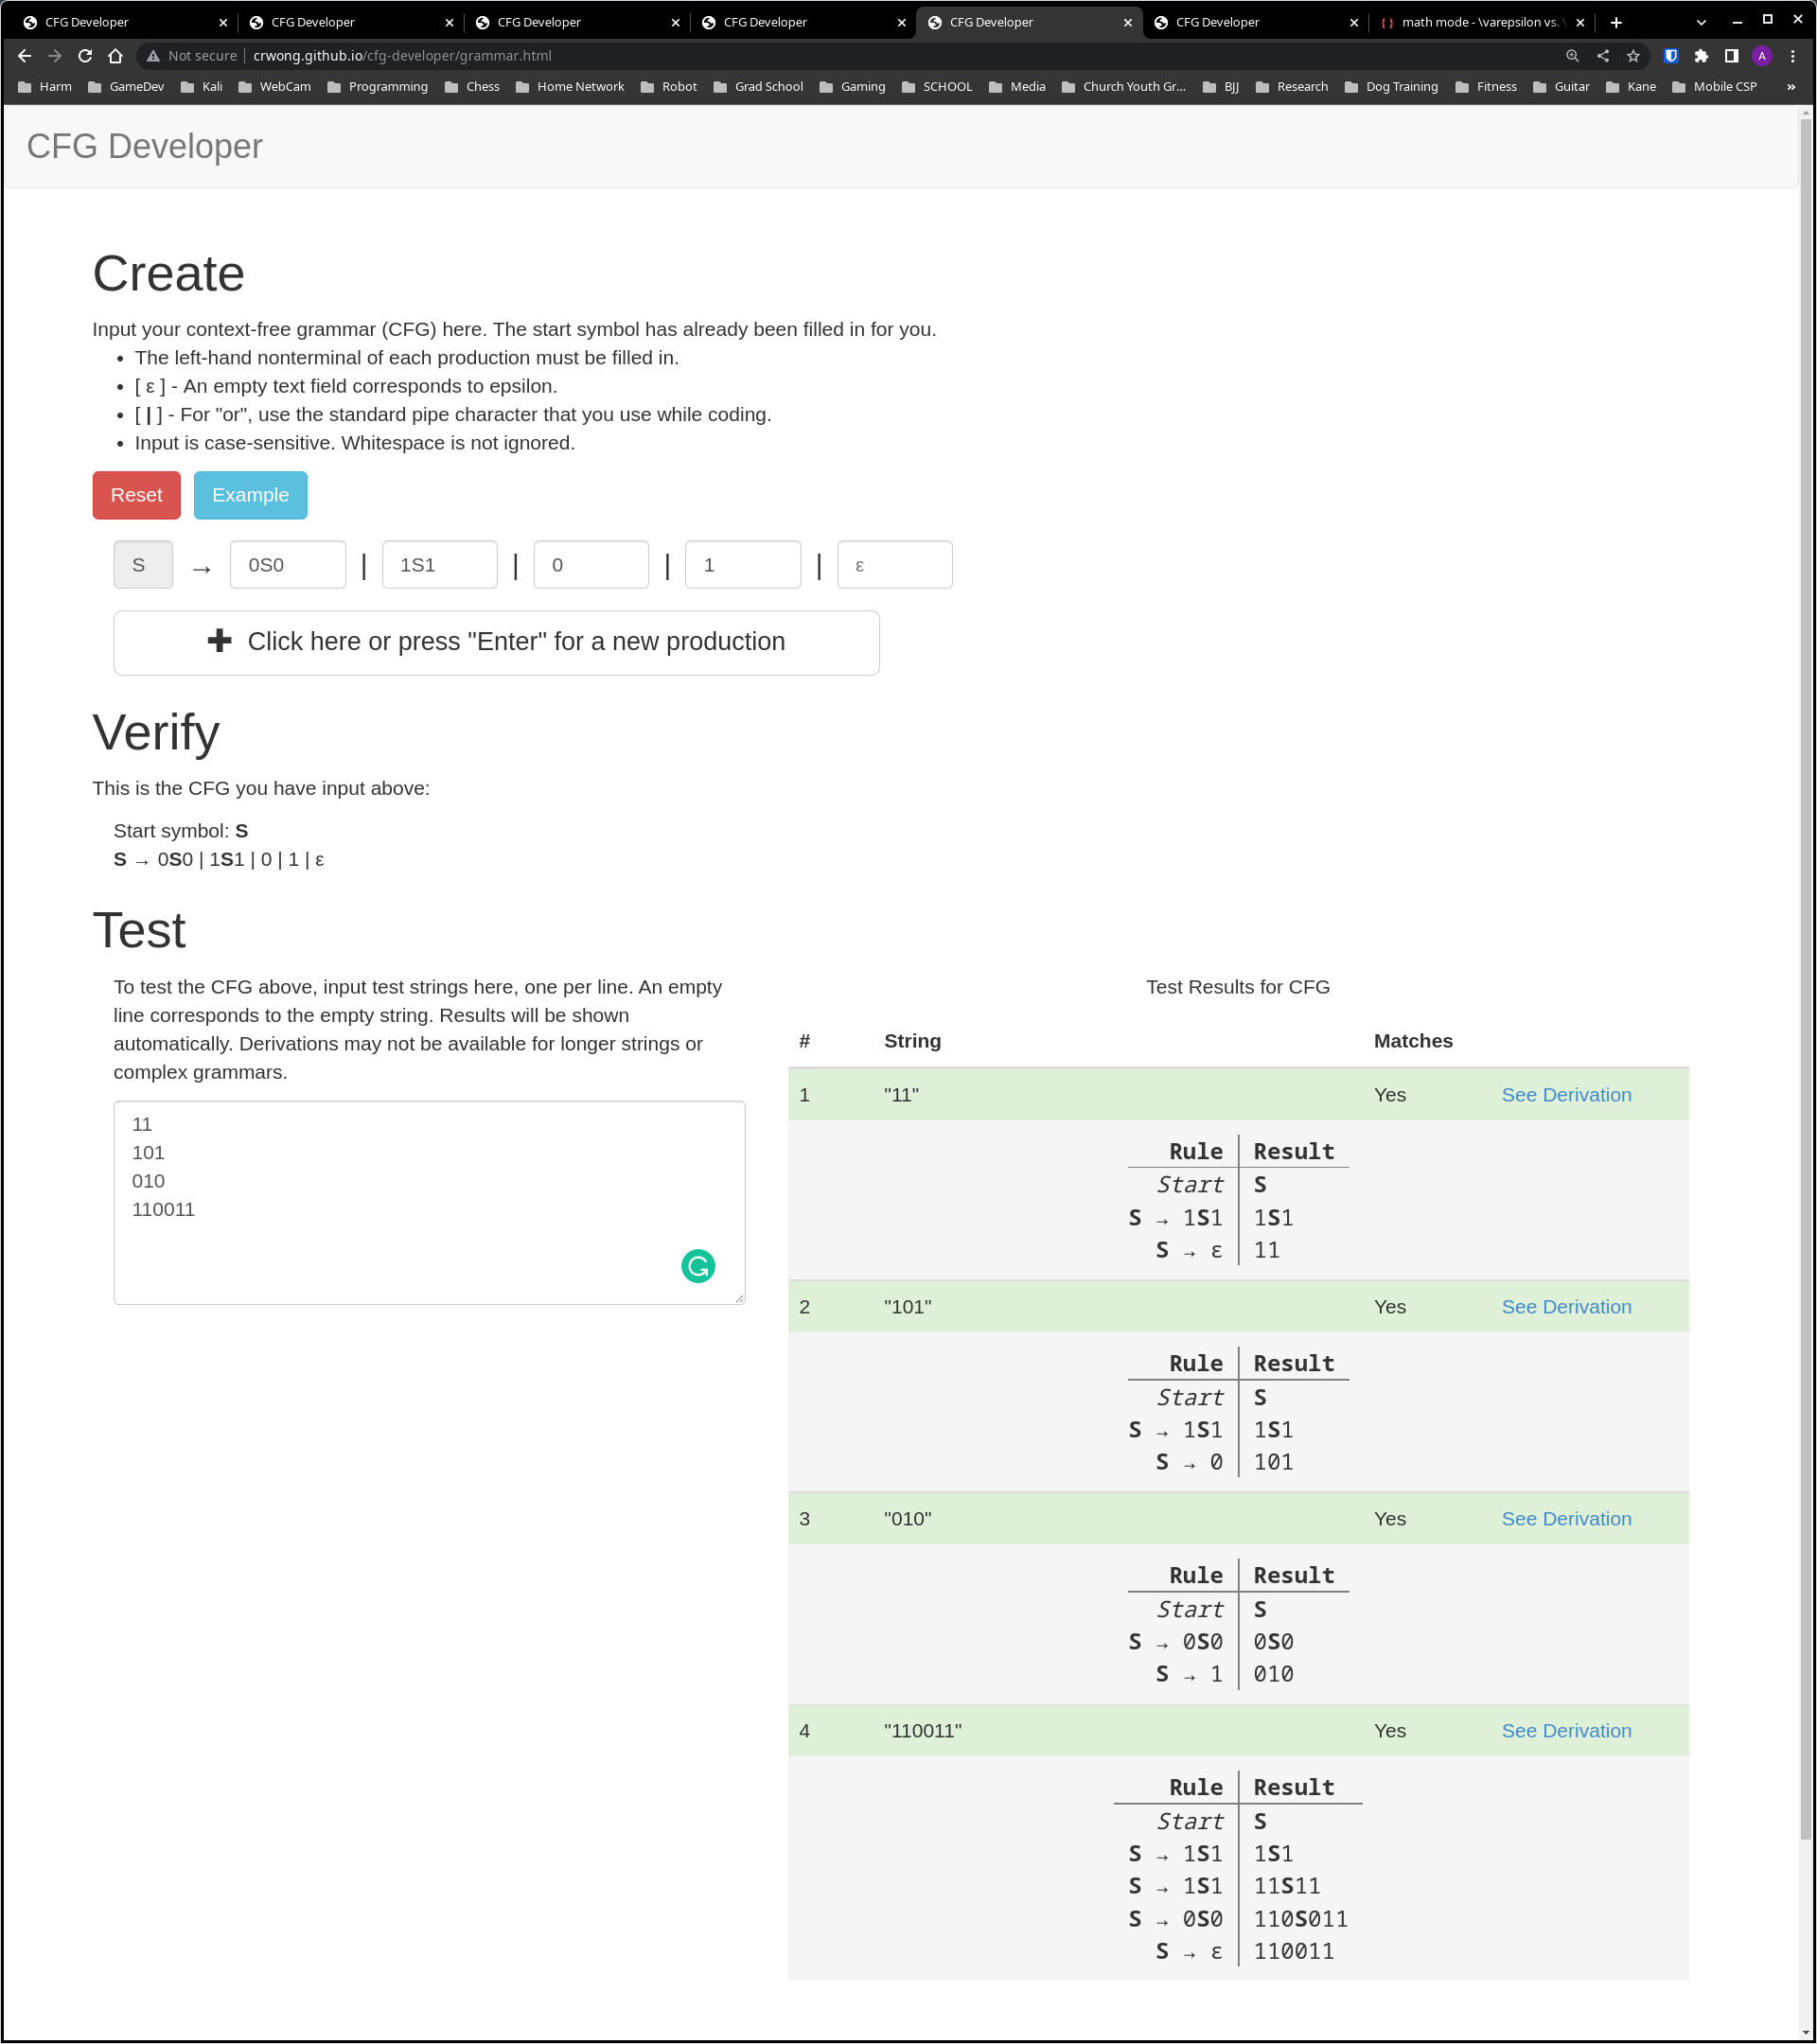 CFG Developer CFG Developer CFG Developer CFG Developer CFG Developer CFG Developer math mode - \varepsilon vs. \
Not secure | crwong.github.io/cfg-developer/grammar.html A
Harm GameDev Kali WebCam Programming Chess Home Network Robot Grad School Gaming SCHOOL Media Church Youth Gr... BJJ Research Dog Training Fitness Guitar Kane Mobile CSP »
CFG Developer
Create
Input your context-free grammar (CFG) here. The start symbol has already been filled in for you.
• The left-hand nonterminal of each production must be filled in.
• [ ε ] - An empty text field corresponds to epsilon.
• [ | ] - For "or", use the standard pipe character that you use while coding.
• Input is case-sensitive. Whitespace is not ignored.
Reset Example
S → 0S0 | 1S1 | 0 | 1 | ε
+ Click here or press "Enter" for a new production
Verify
This is the CFG you have input above:
Start symbol: S
S → 0S0 | 1S1 | 0 | 1 | ε
Test
To test the CFG above, input test strings here, one per line. An empty
line corresponds to the empty string. Results will be shown
automatically. Derivations may not be available for longer strings or
complex grammars.
11
101
010
110011
Test Results for CFG
# String Matches
1 "11" Yes See Derivation
Rule Result
Start S
S → 1S1 1S1
S → ε 11
2 "101" Yes See Derivation
Rule Result
Start S
S → 1S1 1S1
S → 0 101
3 "010" Yes See Derivation
Rule Result
Start S
S → 0S0 0S0
S → 1 010
4 "110011" Yes See Derivation
Rule Result
Start S
S → 1S1 1S1
S → 1S1 11S11
S → 0S0 110S011
S → ε 110011